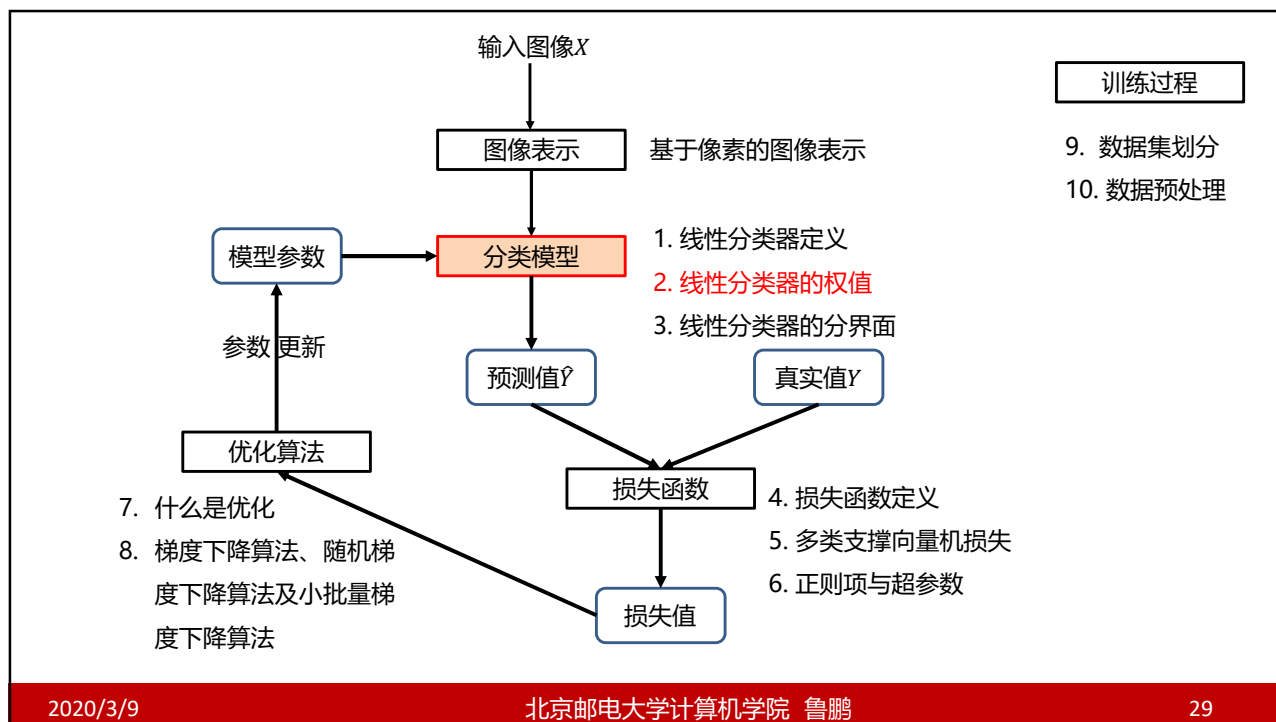 输入图像X
训练过程
图像表示
基于像素的图像表示
9. 数据集划分
10. 数据预处理
模型参数
分类模型
1. 线性分类器定义
2. 线性分类器的权值
3. 线性分类器的分界面
参数 更新
预测值Ŷ
真实值Y
优化算法
损失函数
4. 损失函数定义
5. 多类支撑向量机损失
6. 正则项与超参数
7. 什么是优化
8. 梯度下降算法、随机梯
度下降算法及小批量梯
度下降算法
损失值
2020/3/9
北京邮电大学计算机学院 鲁鹏
29